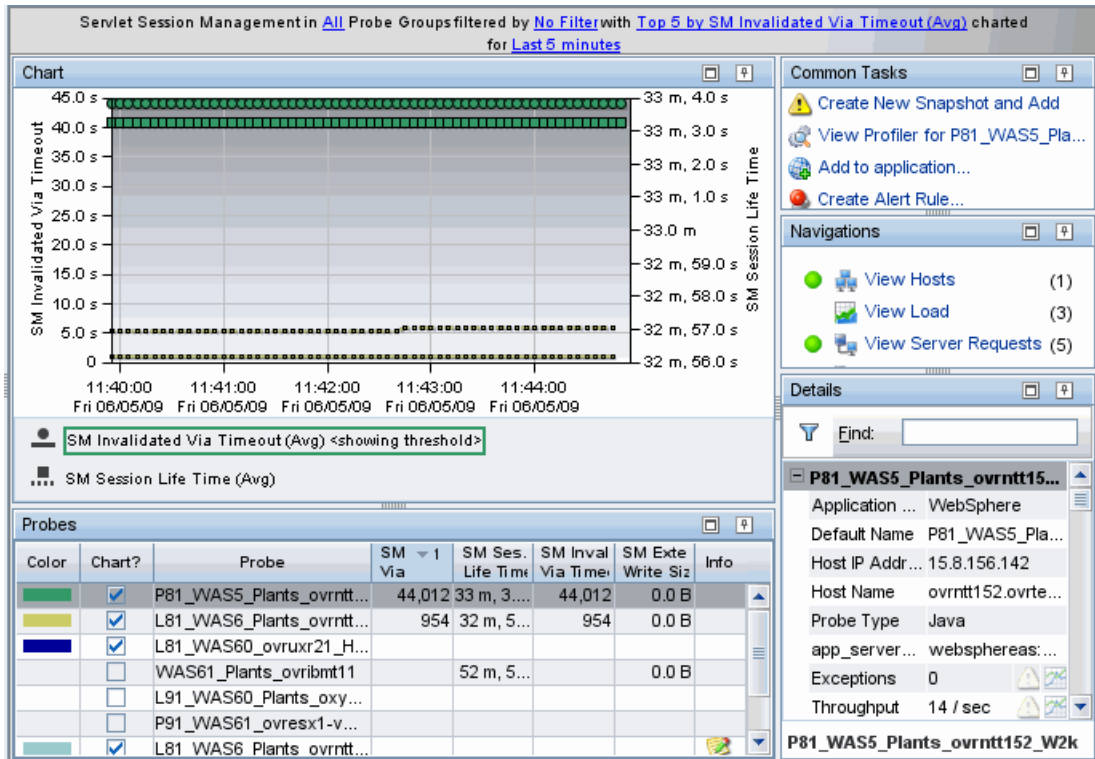 Servlet Session Management in All Probe Groups filtered by No Filter with Top 5 by SM Invalidated Via Timeout (Avg) charted
for Last 5 minutes
Chart
SM Invalidated Via Timeout
45.0 s
40.0 s
35.0 s
30.0 s
25.0 s
20.0 s
15.0 s
10.0 s
5.0 s
0
33 m, 4.0 s
33 m, 3.0 s
33 m, 2.0 s
33 m, 1.0 s
33.0 m
32 m, 59.0 s
32 m, 58.0 s
32 m, 57.0 s
32 m, 56.0 s
SM Session Life Time
11:40:00 11:41:00 11:42:00 11:43:00 11:44:00
Fri 06/05/09 Fri 06/05/09 Fri 06/05/09 Fri 06/05/09 Fri 06/05/09
SM Invalidated Via Timeout (Avg) <showing threshold>
SM Session Life Time (Avg)
Probes
Color Chart? Probe SM Via 1 SM Ses. Life Time SM Inval Via Time SM Exte Write Siz Info
P81_WAS5_Plants_ovrntt... 44,012 33 m, 3.... 44,012 0.0 B
L81_WAS6_Plants_ovrntt... 954 32 m, 5... 954 0.0 B
L81_WAS60_ovruxr21_H...
WAS61_Plants_ovribmt11 52 m, 5... 0.0 B
L91_WAS60_Plants_oxy...
P91_WAS61_ovresx1-v...
L81_WAS6_Plants_ovrntt...
Common Tasks
Create New Snapshot and Add
View Profiler for P81_WAS5_Pla...
Add to application...
Create Alert Rule...
Navigations
View Hosts (1)
View Load (3)
View Server Requests (5)
Details
Find:
P81_WAS5_Plants_ovrntt15...
Application ... WebSphere
Default Name P81_WAS5_Pla...
Host IP Addr... 15.8.156.142
Host Name ovrntt152.ovrte...
Probe Type Java
app_server... websphereas:...
Exceptions 0
Throughput 14 / sec
P81_WAS5_Plants_ovrntt152_W2k